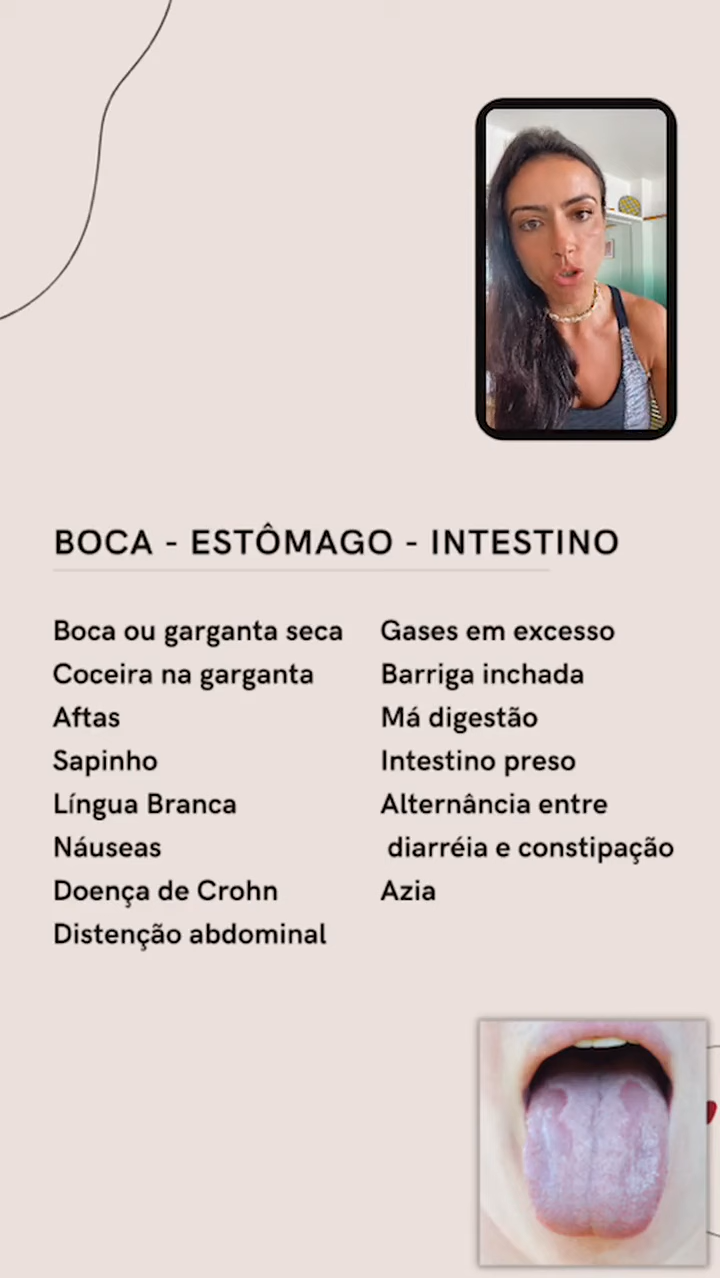 BOCA - ESTÔMAGO - INTESTINO
Boca ou garganta seca
Coceira na garganta
Aftas
Sapinho
Língua Branca
Náuseas
Doença de Crohn
Distenção abdominal
Gases em excesso
Barriga inchada
Má digestão
Intestino preso
Alternância entre
diarréia e constipação
Azia